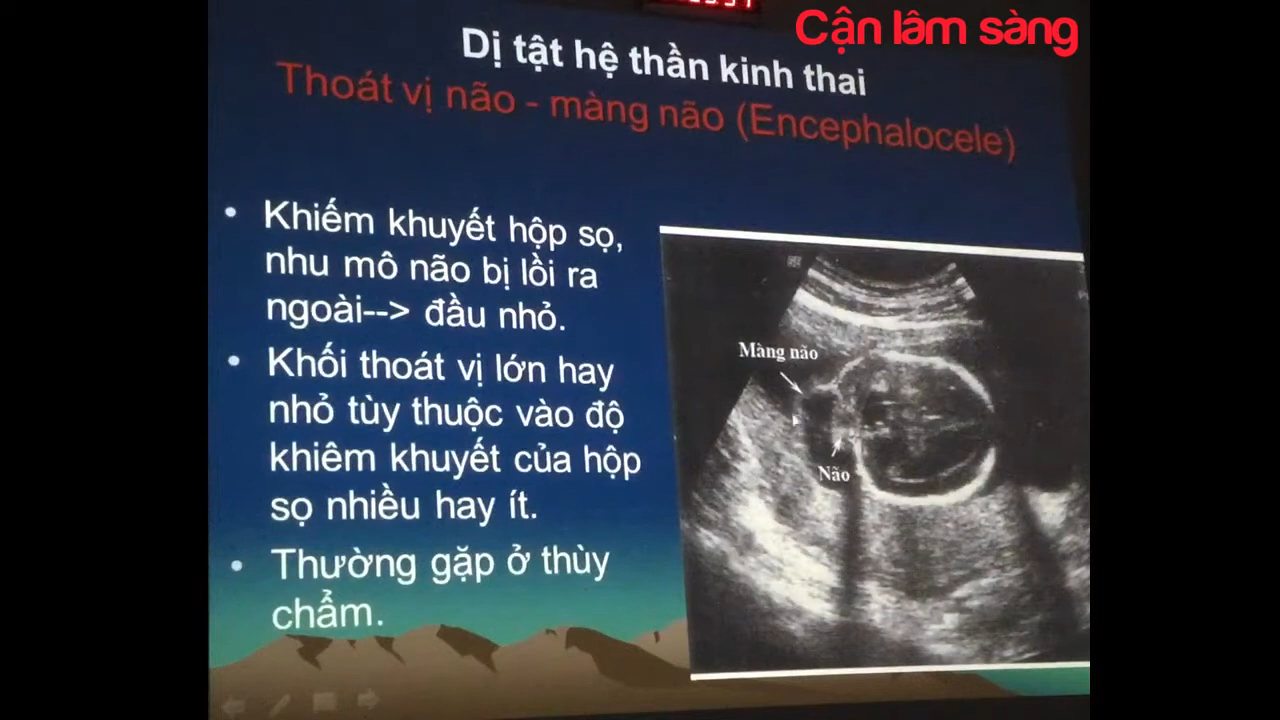 Cận lâm sàng
Dị tật hệ thần kinh thai
Thoát vị não - màng não (Encephalocele)
• Khiếm khuyết hộp sọ,
nhu mô não bị lồi ra
ngoài--> đầu nhỏ.
• Khối thoát vị lớn hay
nhỏ tùy thuộc vào độ
khiêm khuyết của hộp
sọ nhiều hay ít.
• Thường gặp ở thùy
chẩm.
Màng não
Não